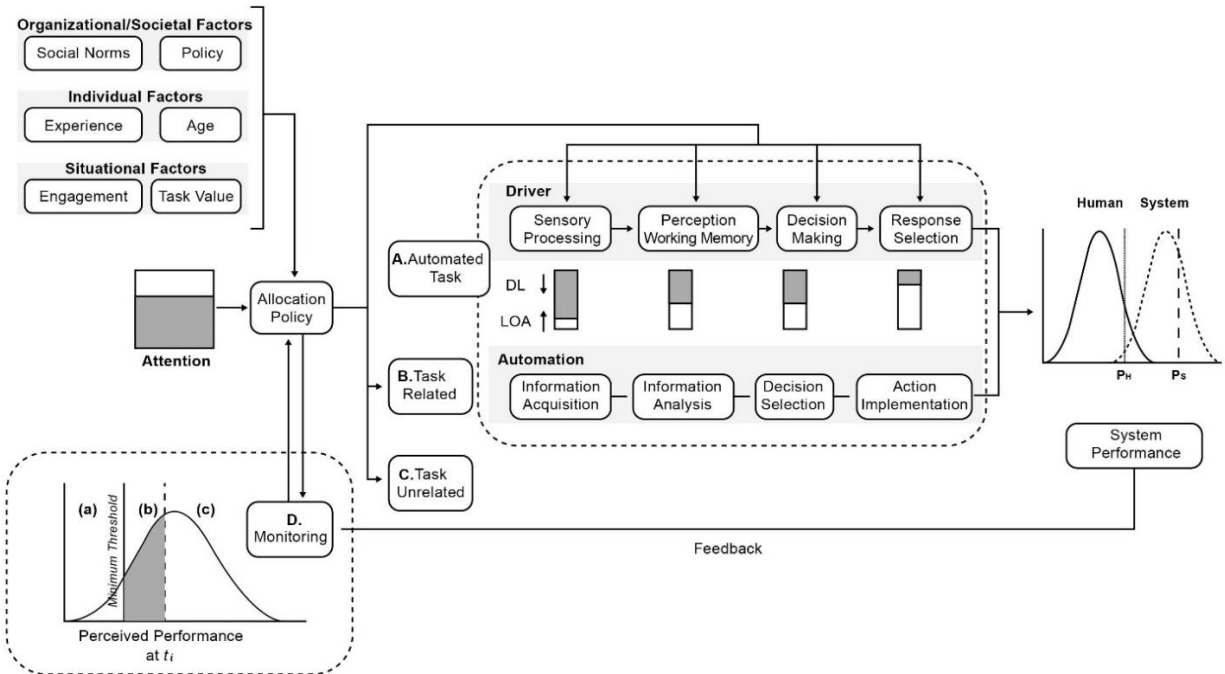 Organizational/Societal Factors
Social Norms
Policy
Individual Factors
Experience
Age
Situational Factors
Engagement
Task Value
Attention
Allocation
Policy
A.Automated
Task
B.Task
Related
C.Task
Unrelated
D.
Monitoring
(a)
(b)
(c)
Minimum Threshold
Perceived Performance
at ti
Driver
Sensory
Processing
Perception
Working Memory
Decision
Making
Response
Selection
DL
LOA
Automation
Information
Acquisition
Information
Analysis
Decision
Selection
Action
Implementation
Human
System
PH
PS
System
Performance
Feedback